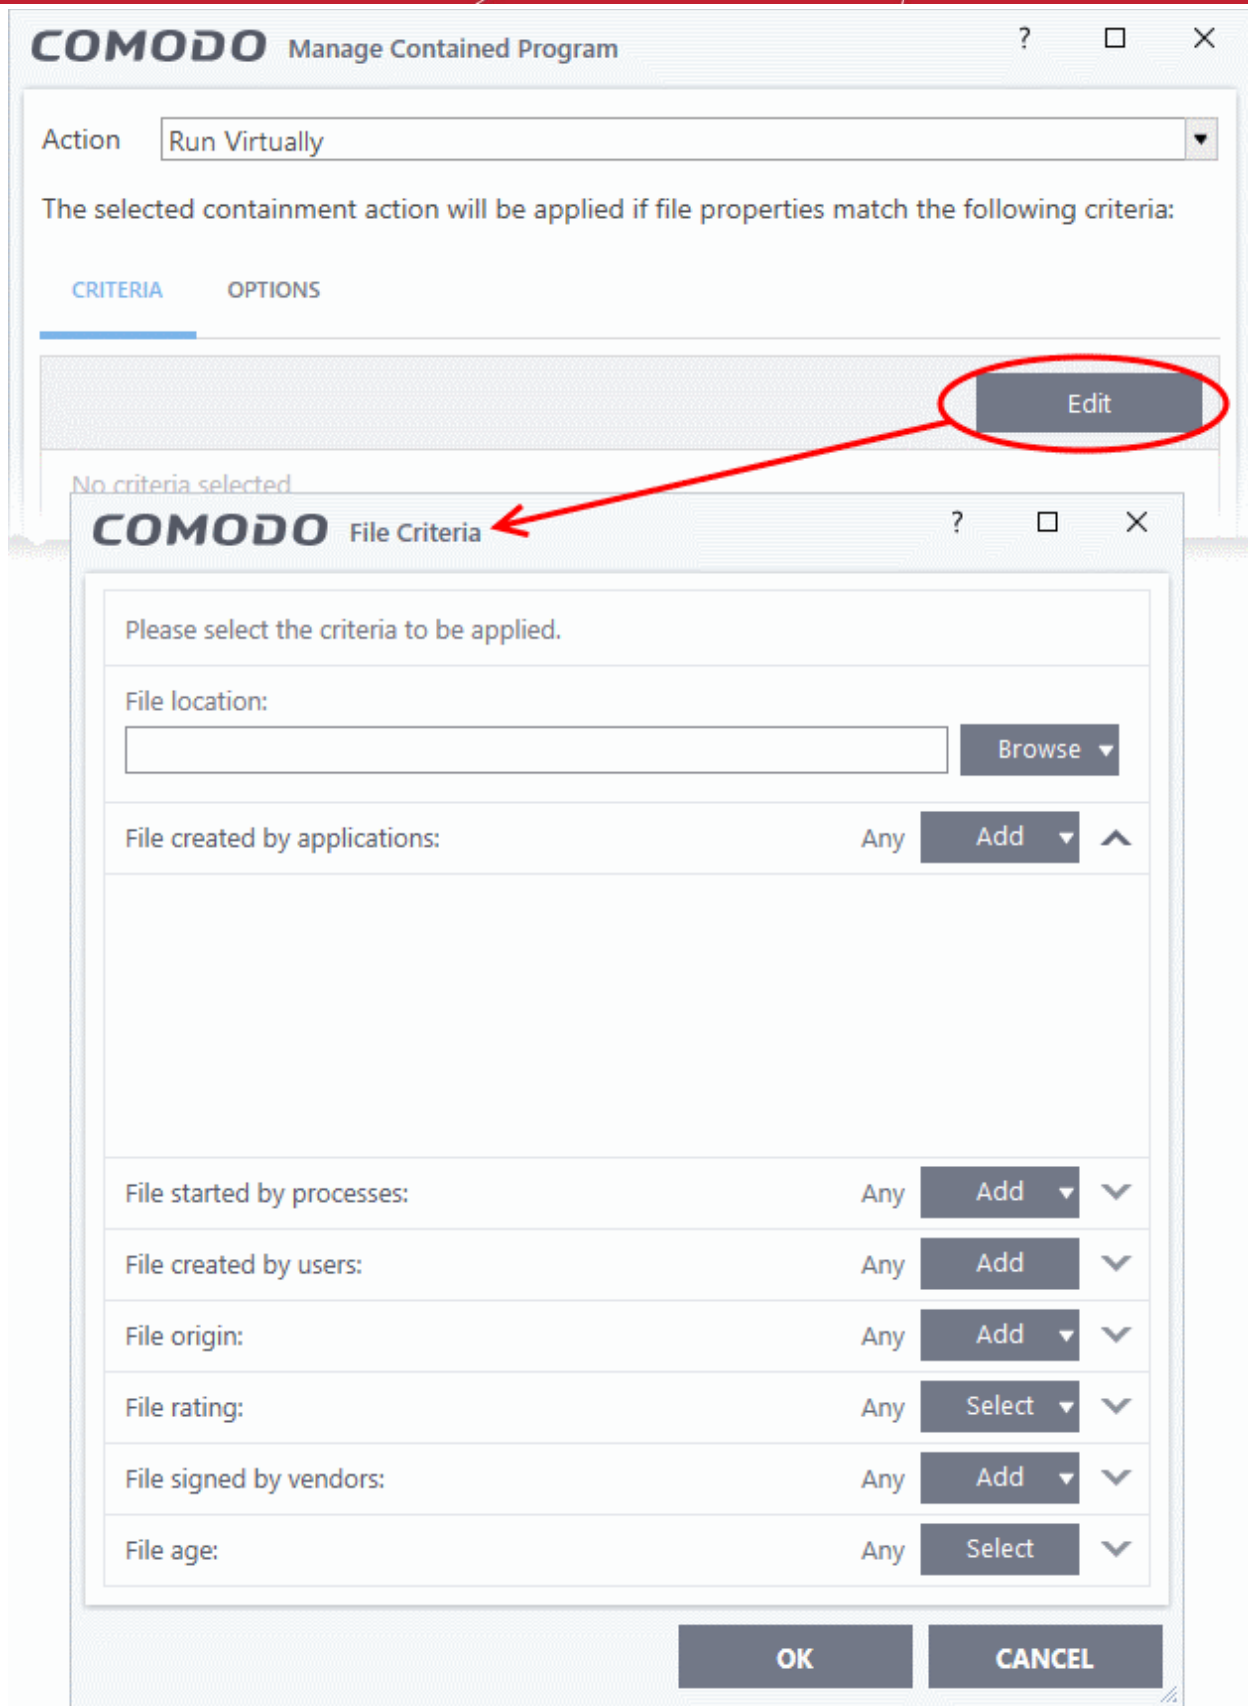 COMODO Manage Contained Program ?
Action Run Virtually
The selected containment action will be applied if file properties match the following criteria:
CRITERIA OPTIONS
Edit
No criteria selected
COMODO File Criteria ?
Please select the criteria to be applied.
File location:
Browse
File created by applications: Any Add
File started by processes: Any Add
File created by users: Any Add
File origin: Any Add
File rating: Any Select
File signed by vendors: Any Add
File age: Any Select
OK CANCEL